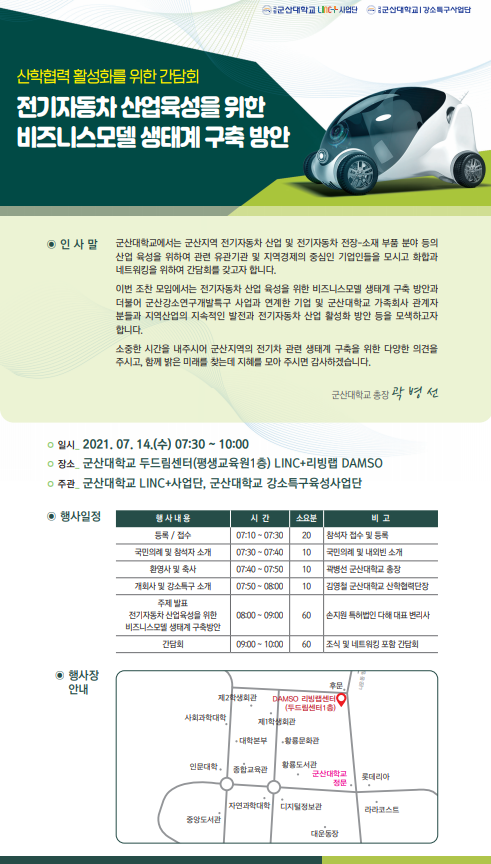 군산대학교 LINC+사업단 군산대학교 | 강소특구사업단
산학협력 활성화를 위한 간담회
전기자동차 산업육성을 위한
비즈니스모델 생태계 구축 방안
인 사 말
군산대학교에서는 군산지역 전기자동차 산업 및 전기자동차 전장-소재 부품 분야 등의
산업 육성을 위하여 관련 유관기관 및 지역경제의 중심인 기업인들을 모시고 화합과
네트워킹을 위하여 간담회를 갖고자 합니다.
이번 조찬 모임에서는 전기자동차 산업 육성을 위한 비즈니스모델 생태계 구축 방안과
더불어 군산강소연구개발특구 사업과 연계한 기업 및 군산대학교 가족회사 관계자
분들과 지역산업의 지속적인 발전과 전기자동차 산업 활성화 방안 등을 모색하고자
합니다.
소중한 시간을 내주시어 군산지역의 전기차 관련 생태계 구축을 위한 다양한 의견을
주시고, 함께 밝은 미래를 찾는데 지혜를 모아 주시면 감사하겠습니다.
군산대학교 총장 곽 병 선
일시_ 2021. 07. 14.(수) 07:30 ~ 10:00
장소_ 군산대학교 두드림센터(평생교육원1층) LINC+리빙랩 DAMSO
주관_ 군산대학교 LINC+사업단, 군산대학교 강소특구육성사업단
행사일정
행 사 내 용 시 간 소요분 비 고
등록 / 접수 07:10 ~ 07:30 20 참석자 접수 및 등록
국민의례 및 참석자 소개 07:30 ~ 07:40 10 국민의례 및 내외빈 소개
환영사 및 축사 07:40 ~ 07:50 10 곽병선 군산대학교 총장
개회사 및 강소특구 소개 07:50 ~ 08:00 10 김영철 군산대학교 산학협력단장
주제 발표
전기자동차 산업육성을 위한
비즈니스모델 생태계 구축방안
08:00 ~ 09:00 60 손지원 특허법인 다해 대표 변리사
간담회 09:00 ~ 10:00 60 조식 및 네트워킹 포함 간담회
행사장
안내
후문
제2학생회관
DAMSO 리빙랩센터
(두드림센터1층)
사회과학대학
제1학생회관
대학본부
황룡문화관
인문대학
종합교육관
황룡도서관
군산대학교
정문
롯데리아
자연과학대학
디지털정보관
라라코스트
중앙도서관
대운동장